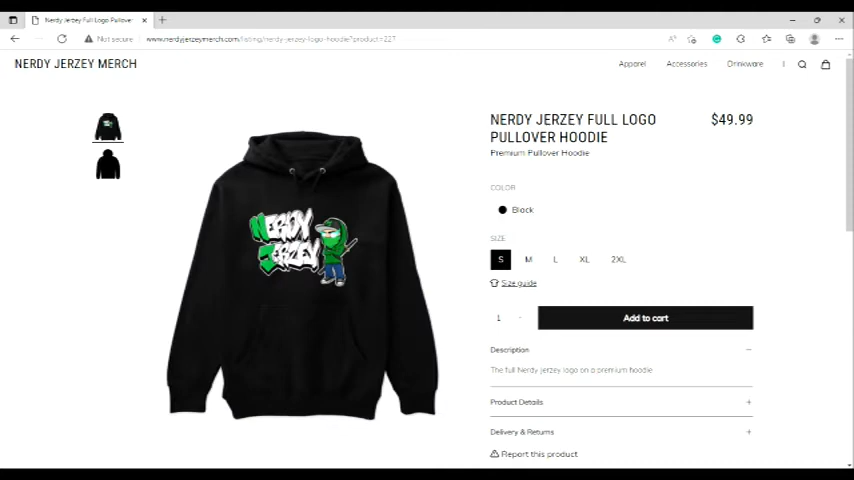 Nerdy Jerzey Full Logo Pullover
Not secure
www.nerdyjerzeymerch.com/listing/nerdy-jerzey-logo-hoodie?product=227
NERDY JERZEY MERCH
Apparel
Accessories
Drinkware
NERDY JERZEY FULL LOGO
PULLOVER HOODIE
$49.99
Premium Pullover Hoodie
COLOR
Black
SIZE
S M L XL 2XL
Size guide
1
Add to cart
Description
The full Nerdy jerzey logo on a premium hoodie
Product Details
Delivery & Returns
Report this product
NERDY
JERZEY